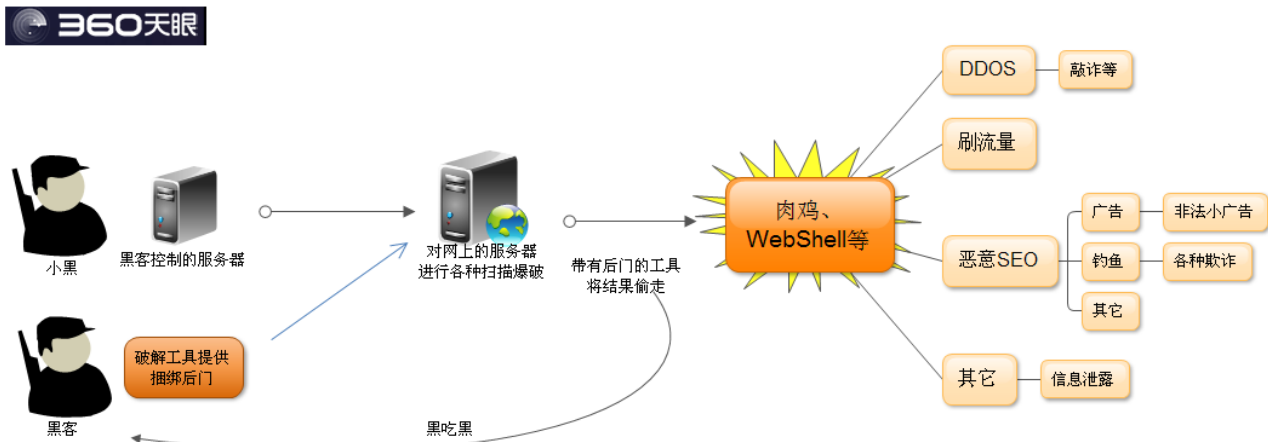 360天眼
小黑
黑客控制的服务器
对网上的服务器
进行各种扫描爆破
带有后门的工具
将结果偷走
肉鸡、
WebShell等
DDOS
敲诈等
刷流量
恶意SEO
广告
非法小广告
钓鱼
各种欺诈
其它
其它
信息泄露
黑客
破解工具提供
捆绑后门
黑吃黑